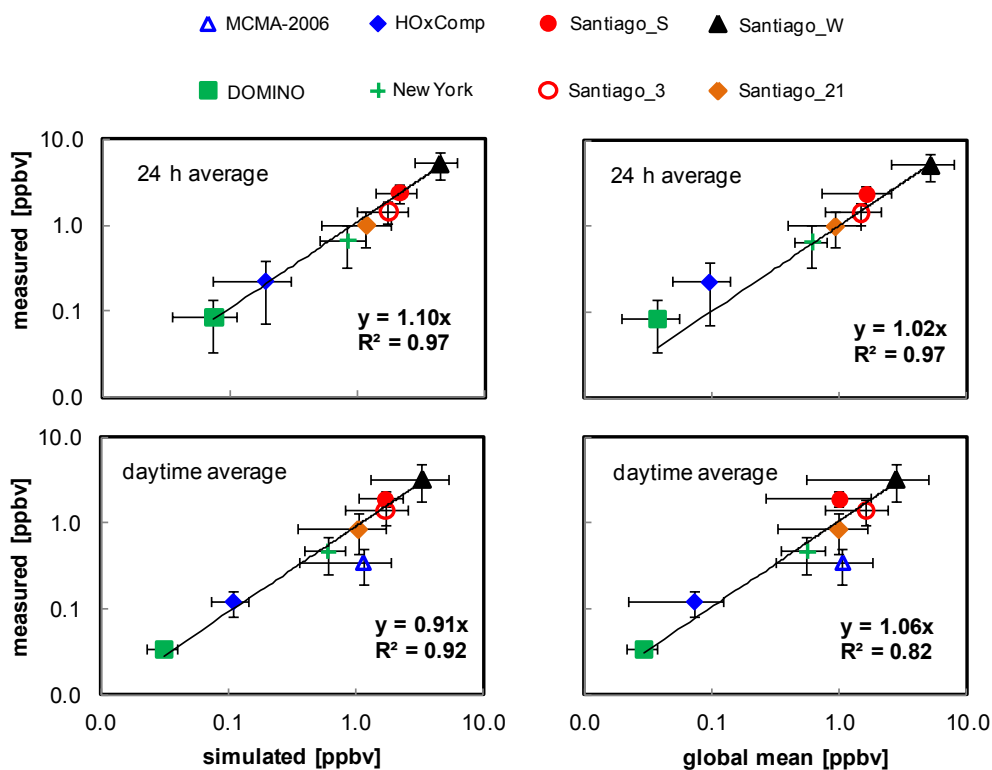 MCMA-2006 HOxComp Santiago_S Santiago_W
DOMINO New York Santiago_3 Santiago_21
measured [ppbv]
10.0
1.0
0.1
0.0
24 h average
y = 1.10x
R² = 0.97
24 h average
y = 1.02x
R² = 0.97
measured [ppbv]
10.0
1.0
0.1
0.0
daytime average
y = 0.91x
R² = 0.92
0.0 0.1 1.0 10.0
simulated [ppbv]
daytime average
y = 1.06x
R² = 0.82
0.0 0.1 1.0 10.0
global mean [ppbv]